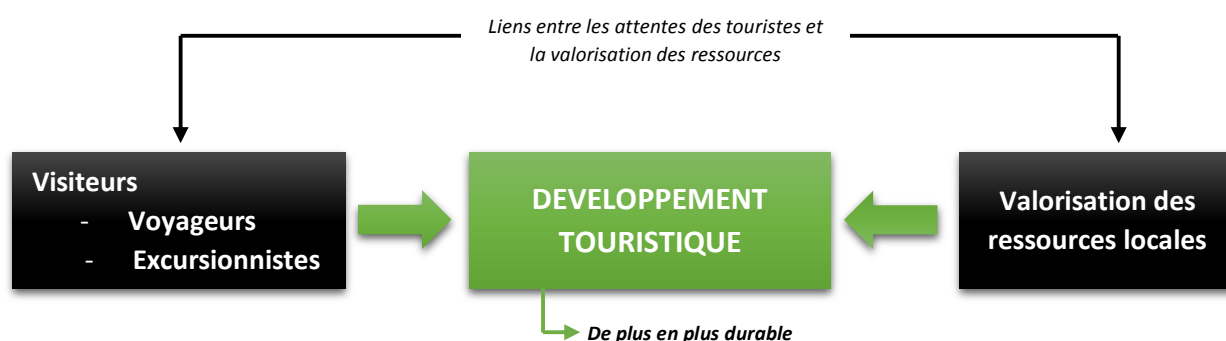 Liens entre les attentes des touristes et
la valorisation des ressources
Visiteurs
- Voyageurs
- Excursionnistes
DEVELOPPEMENT
TOURISTIQUE
Valorisation des
ressources locales
De plus en plus durable